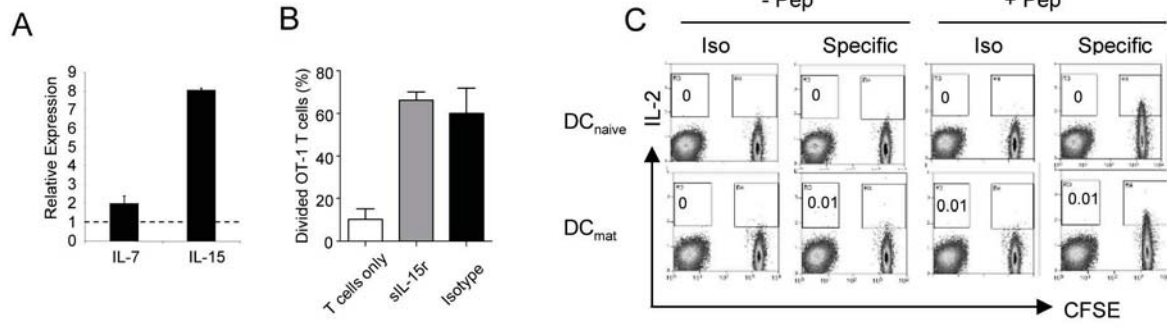 A
Relative Expression
9
8
7
6
5
4
3
2
1
0
IL-7
IL-15
B
Divided OT-1 T cells (%)
80
60
40
20
0
T cells only
sIL-15r
Isotype
C
- Pep
+ Pep
Iso
Specific
Iso
Specific
IL-2
DCnaive
0
0
0
0
DCmat
0
0.01
0.01
0.01
CFSE